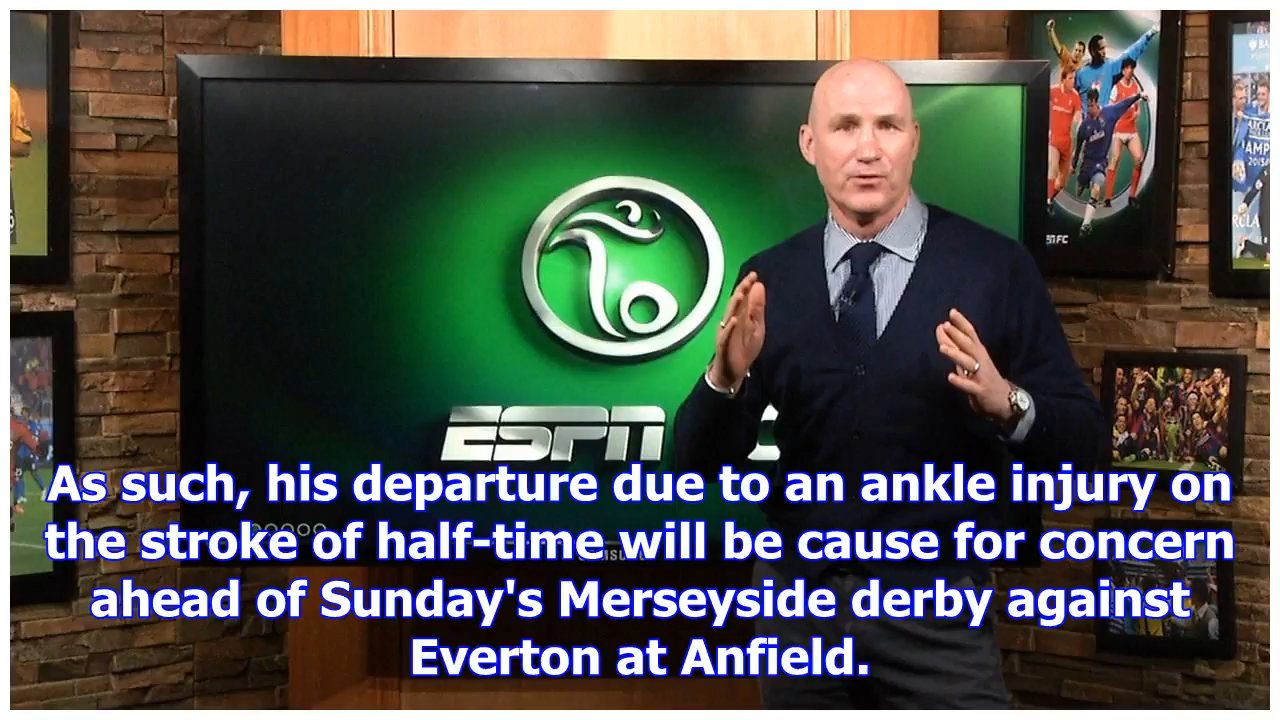 ESPN
As such, his departure due to an ankle injury on
the stroke of half-time will be cause for concern
ahead of Sunday's Merseyside derby against
Everton at Anfield.